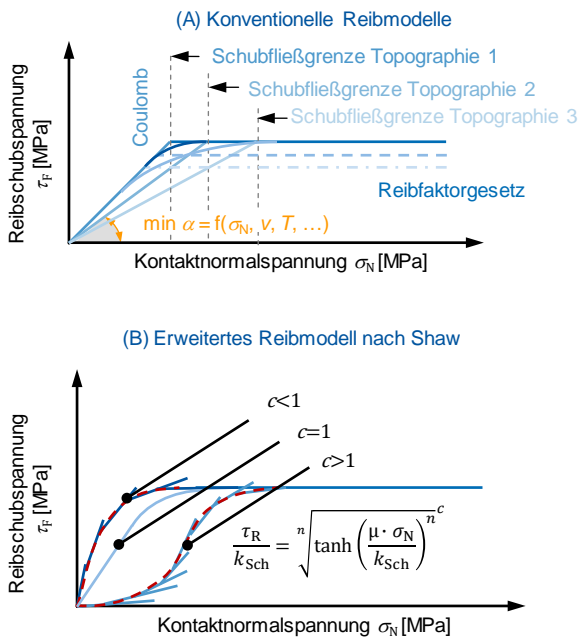 (A) Konventionelle Reibmodelle
Schubfließgrenze Topographie 1
Schubfließgrenze Topographie 2
Schubfließgrenze Topographie 3
Coulomb
Reibschubspannung
τF [MPa]
Reibfaktorgesetz
min α = f(σN, v, T, …)
Kontaktnormalspannung σN [MPa]
(B) Erweitertes Reibmodell nach Shaw
c<1
c=1
c>1
Reibschubspannung
τF [MPa]
τR/kSch = ⁿ√tanh(μ· σN/kSch)ⁿ^c
Kontaktnormalspannung σN [MPa]